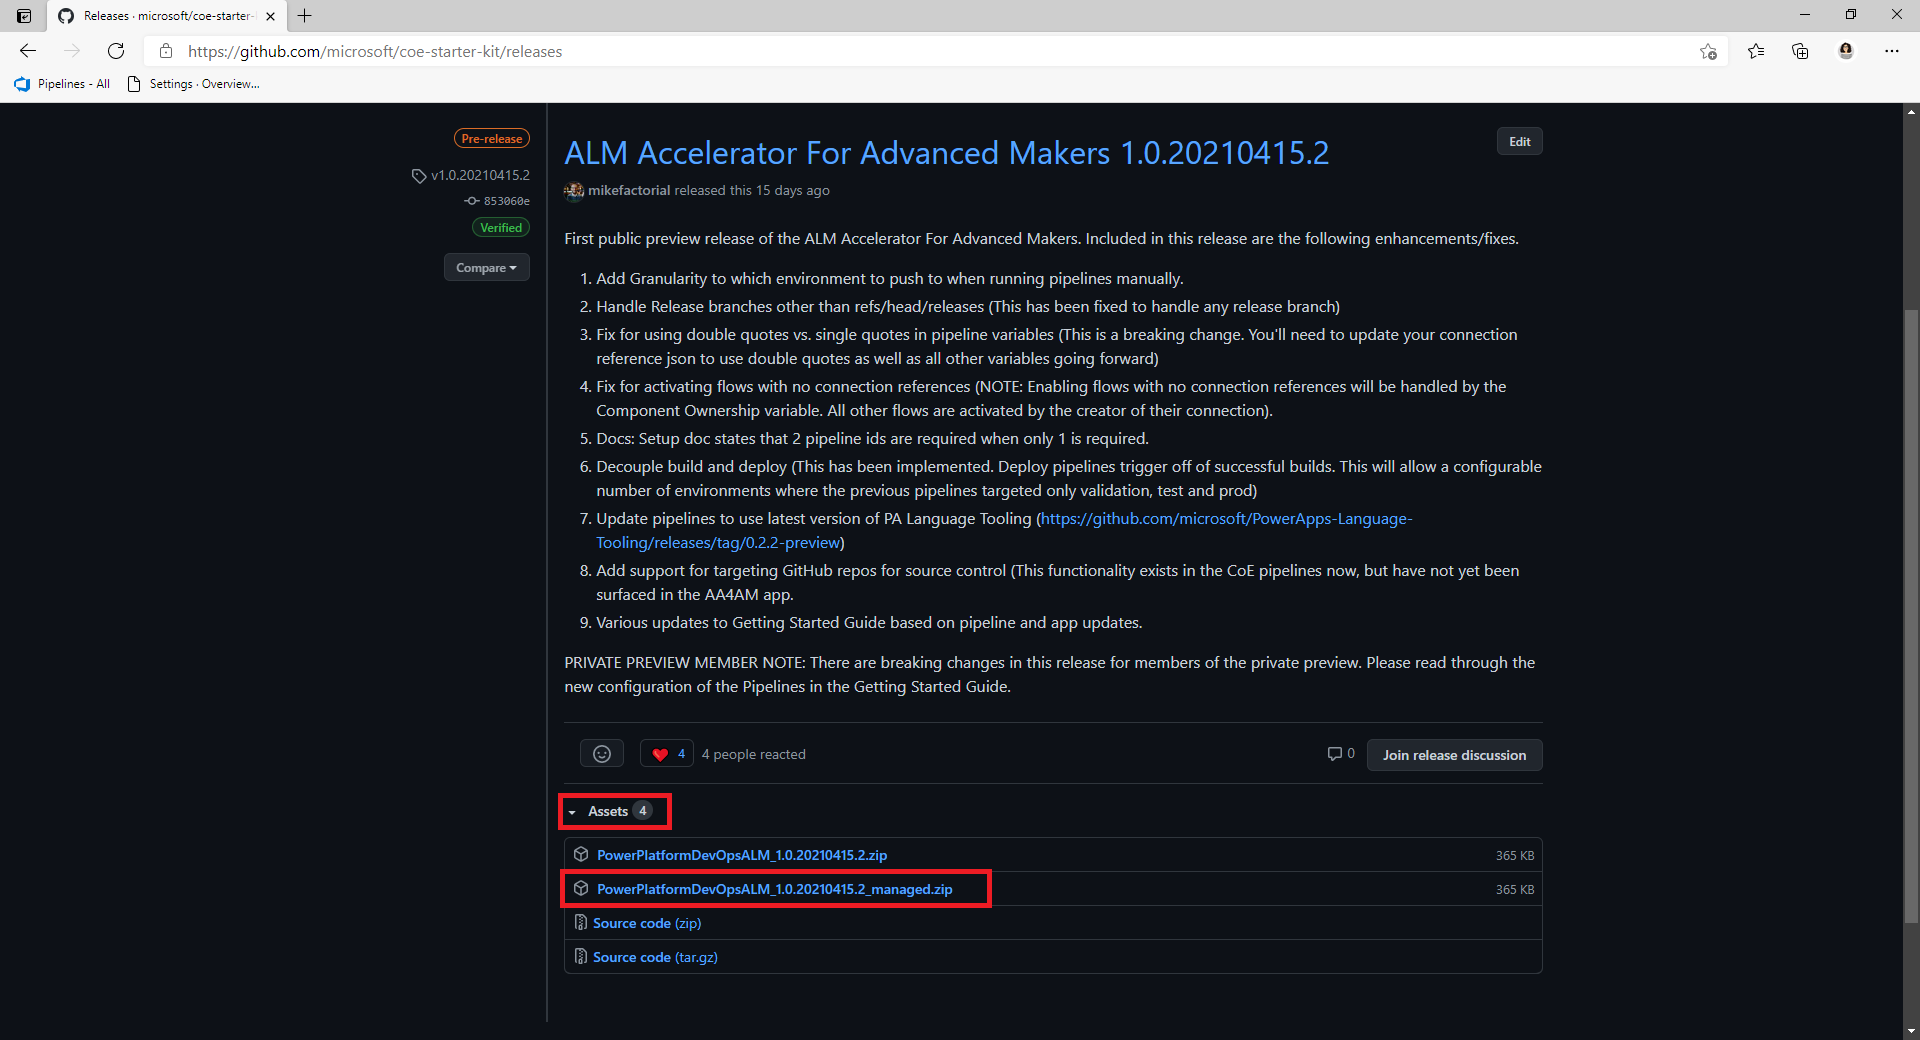 Releases · microsoft/coe-starter-
https://github.com/microsoft/coe-starter-kit/releases
Pipelines - All
Settings · Overview...
Pre-release
v1.0.20210415.2
853060e
Verified
Compare
ALM Accelerator For Advanced Makers 1.0.20210415.2
Edit
mikefactorial released this 15 days ago
First public preview release of the ALM Accelerator For Advanced Makers. Included in this release are the following enhancements/fixes.
1. Add Granularity to which environment to push to when running pipelines manually.
2. Handle Release branches other than refs/head/releases (This has been fixed to handle any release branch)
3. Fix for using double quotes vs. single quotes in pipeline variables (This is a breaking change. You'll need to update your connection
reference json to use double quotes as well as all other variables going forward)
4. Fix for activating flows with no connection references (NOTE: Enabling flows with no connection references will be handled by the
Component Ownership variable. All other flows are activated by the creator of their connection).
5. Docs: Setup doc states that 2 pipeline ids are required when only 1 is required.
6. Decouple build and deploy (This has been implemented. Deploy pipelines trigger off of successful builds. This will allow a configurable
number of environments where the previous pipelines targeted only validation, test and prod)
7. Update pipelines to use latest version of PA Language Tooling (https://github.com/microsoft/PowerApps-Language-
Tooling/releases/tag/0.2.2-preview)
8. Add support for targeting GitHub repos for source control (This functionality exists in the CoE pipelines now, but have not yet been
surfaced in the AA4AM app.
9. Various updates to Getting Started Guide based on pipeline and app updates.
PRIVATE PREVIEW MEMBER NOTE: There are breaking changes in this release for members of the private preview. Please read through the
new configuration of the Pipelines in the Getting Started Guide.
4
4 people reacted
0
Join release discussion
Assets 4
PowerPlatformDevOpsALM_1.0.20210415.2.zip
365 KB
PowerPlatformDevOpsALM_1.0.20210415.2_managed.zip
365 KB
Source code (zip)
Source code (tar.gz)